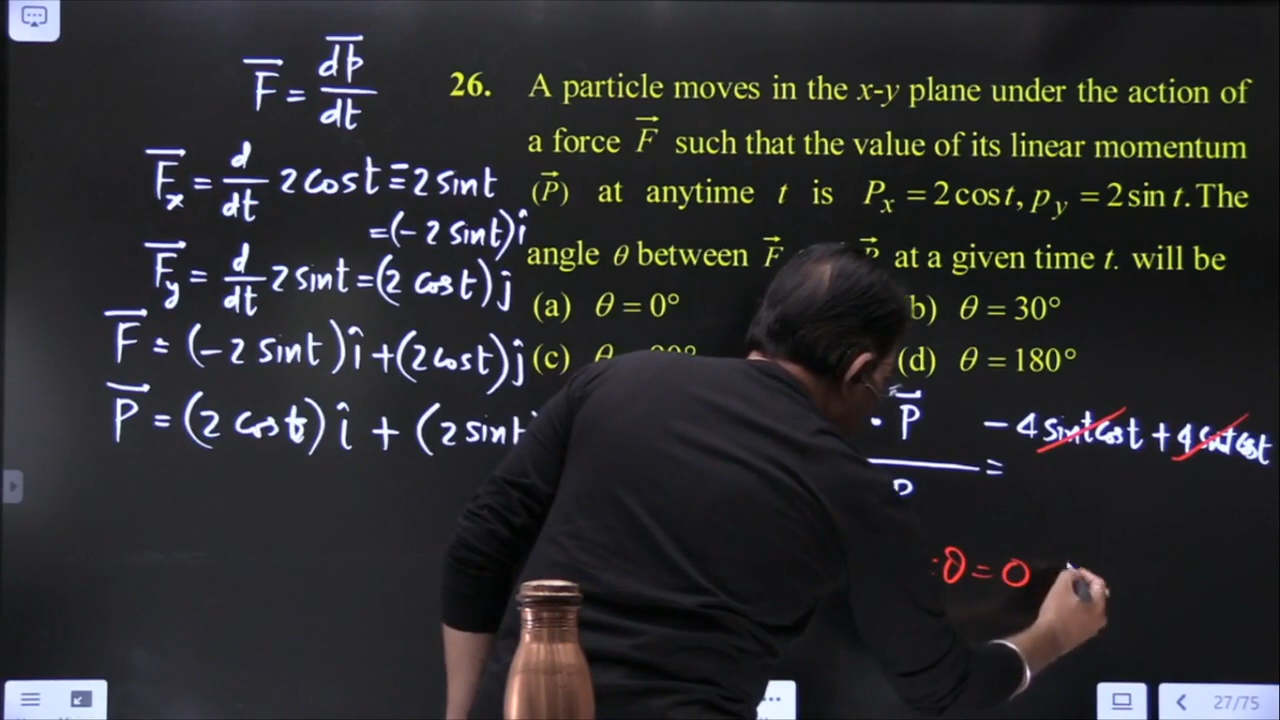 F = dp/dt
Fx = d/dt 2cost = -2sint
=(-2sint)î
Fy = d/dt 2sint=(2cost)j
F = (-2sint)î+(2cost)j
P = (2cost)î + (2sint
26. A particle moves in the x-y plane under the action of
a force F such that the value of its linear momentum
(P) at anytime t is Px = 2cost, py = 2sin t. The
angle θ between F P at a given time t. will be
(a) θ = 0°
b) θ = 30°
(c) θ
(d) θ = 180°
· P
= -4sintcost+4sintcost
θ=0
27/75